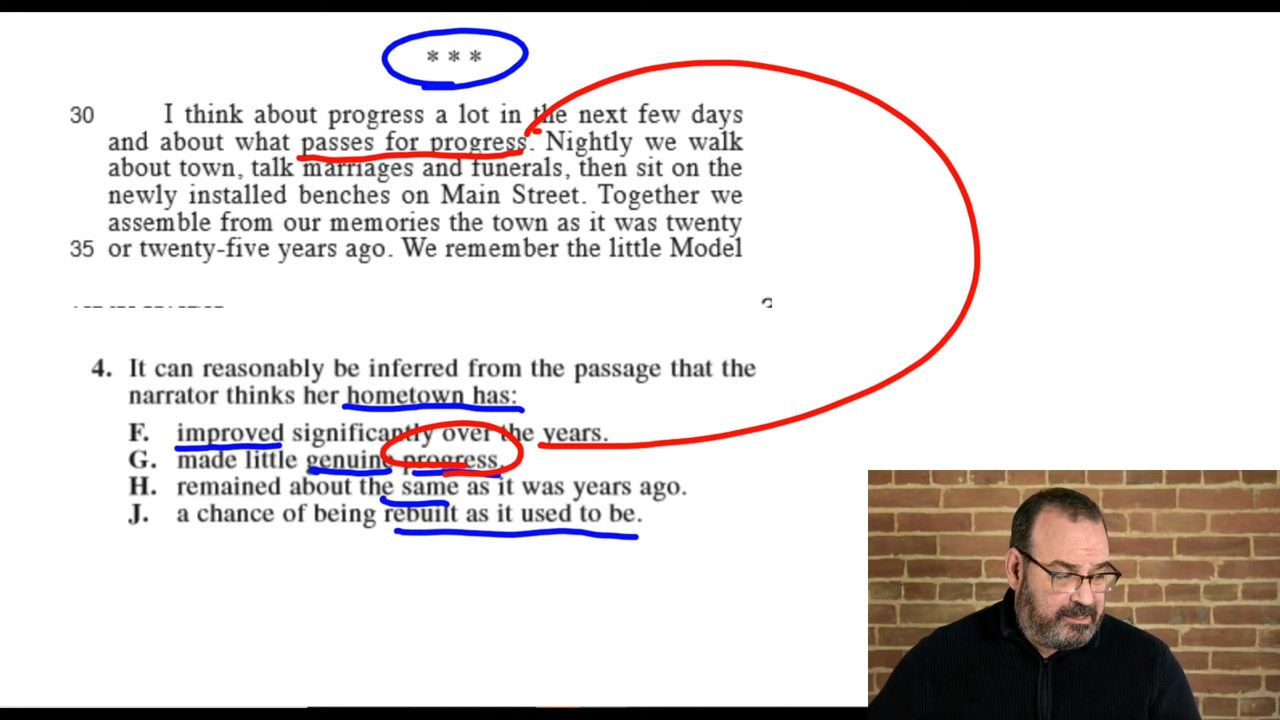 * * *
30 I think about progress a lot in the next few days
and about what passes for progress. Nightly we walk
about town, talk marriages and funerals, then sit on the
newly installed benches on Main Street. Together we
assemble from our memories the town as it was twenty
35 or twenty-five years ago. We remember the little Model
4. It can reasonably be inferred from the passage that the
narrator thinks her hometown has:
F. improved significantly over the years.
G. made little genuine progress.
H. remained about the same as it was years ago.
J. a chance of being rebuilt as it used to be.